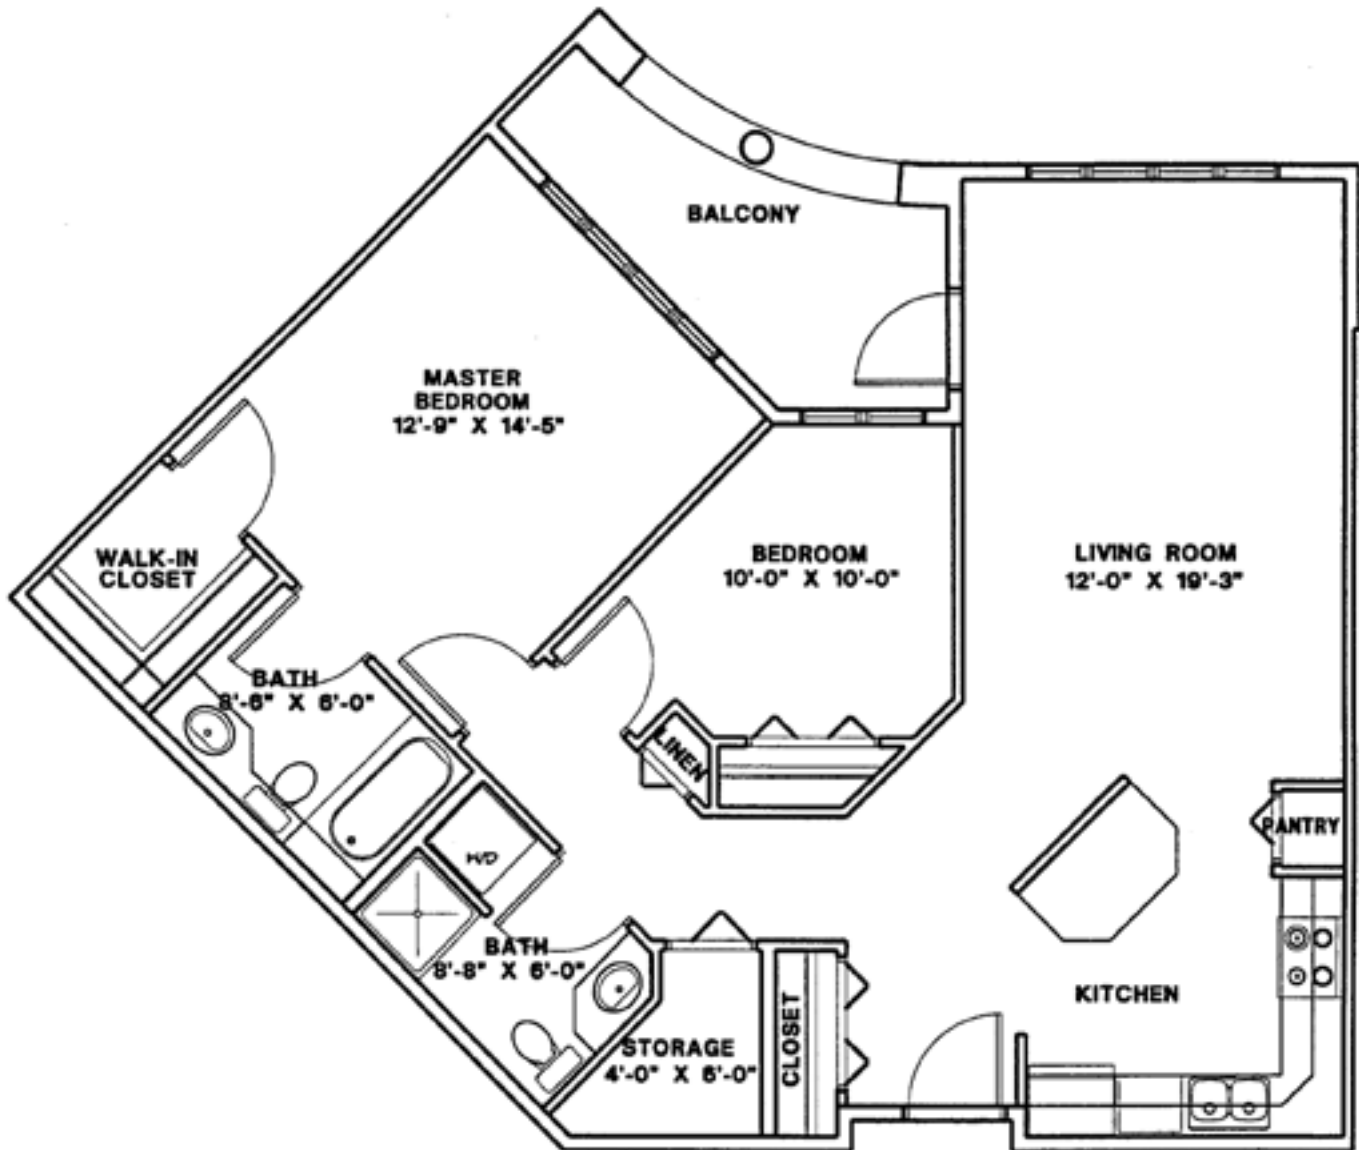 BALCONY
MASTER
BEDROOM
12'-9" X 14'-5"
WALK-IN
CLOSET
BEDROOM
10'-0" X 10'-0"
LIVING ROOM
12'-0" X 19'-3"
BATH
8'-6" X 6'-0"
LINEN
PANTRY
W/D
BATH
8'-8" X 6'-0"
KITCHEN
STORAGE
4'-0" X 6'-0"
CLOSET